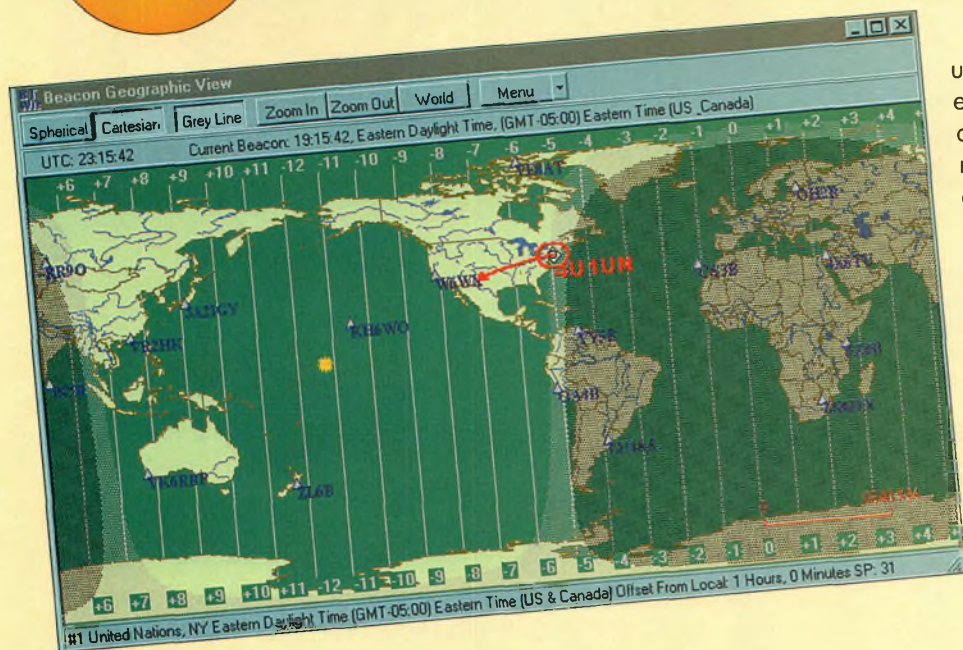 Beacon Geographic View
Spherical Cartesian Grey Line Zoom In Zoom Out World Menu
UTC: 23:15:42 Current Beacon: 19:15:42, Eastern Daylight Time, (GMT-05:00) Eastern Time (US_Canada)
+6 +7 +8 +9 +10 +11 -12 -11 -10 -9 -8 -7 -6 -5 -4 -3 -2 -1 0 +1 +2 +3 +4
VE8AT
OH2B
RR9O
4U1UN
CS3B
4X6TU
W6WX
JA2IGY
VR2HK
KH6WO
OA4B
VK6RBP
ZL6B
+6 +7 +8 +9 +10 +11 -12 -11 -10 -9 -8 -7 -6 -5 -4 -3 -2 -1 0 +1 +2 +3 +4
#1 United Nations, NY Eastern Daylight Time (GMT-05:00) Eastern Time (US & Canada) Offset From Local: 1 Hours, 0 Minutes SP: 31